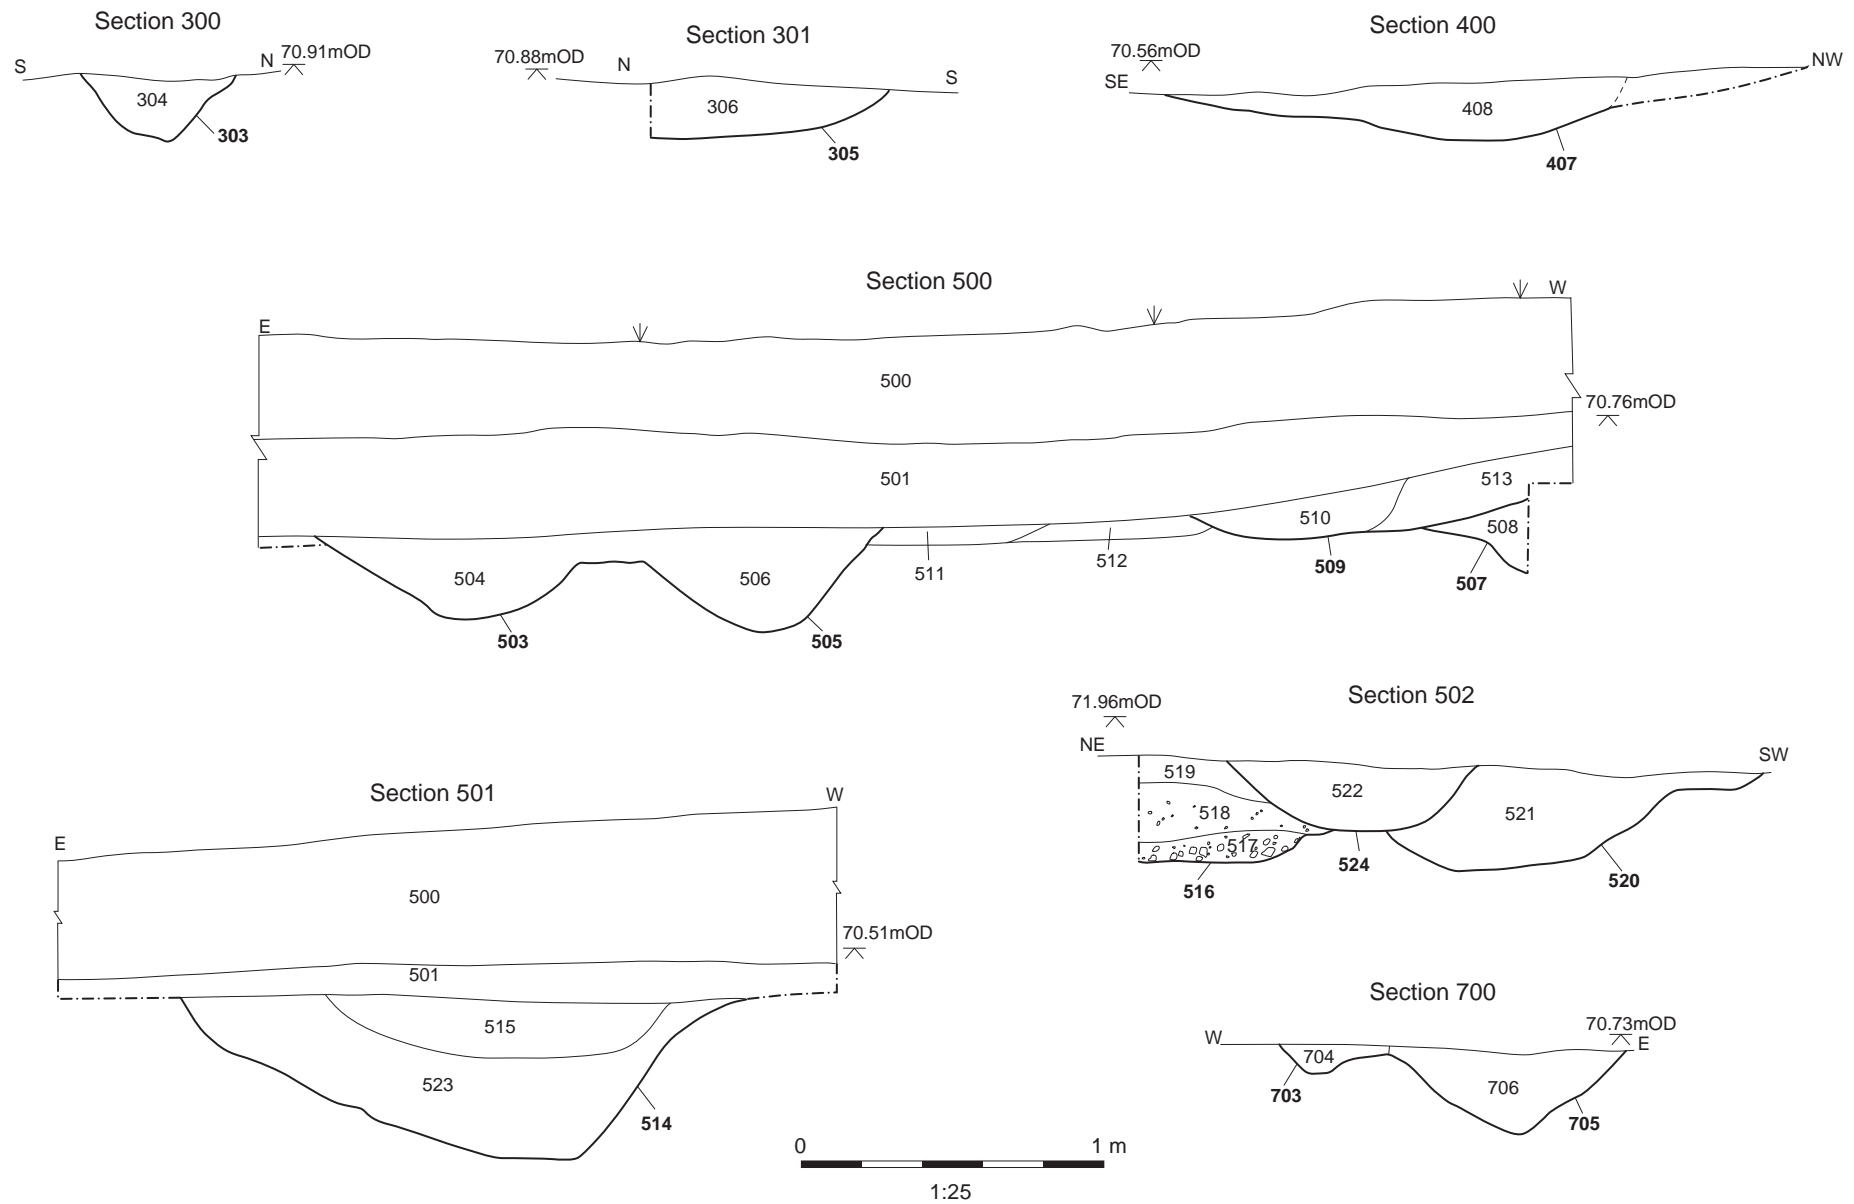 Section 300
S
N
70.91mOD
304
303
Section 301
70.88mOD
N
S
306
305
Section 400
70.56mOD
SE
NW
408
407
Section 500
E
W
500
70.76mOD
501
513
510
508
504
506
511
512
509
507
503
505
Section 501
E
W
500
70.51mOD
501
515
523
514
Section 502
71.96mOD
NE
SW
519
522
518
521
517
516
524
520
Section 700
W
70.73mOD
E
704
703
706
705
0
1 m
1:25